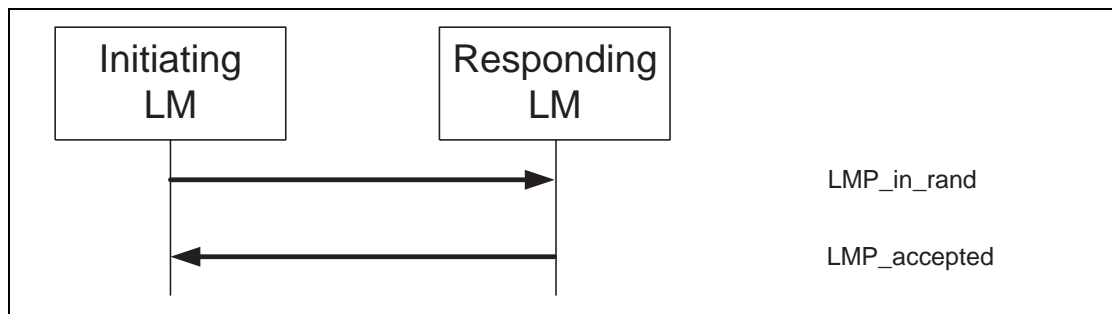 Initiating
LM
Responding
LM
LMP_in_rand
LMP_accepted